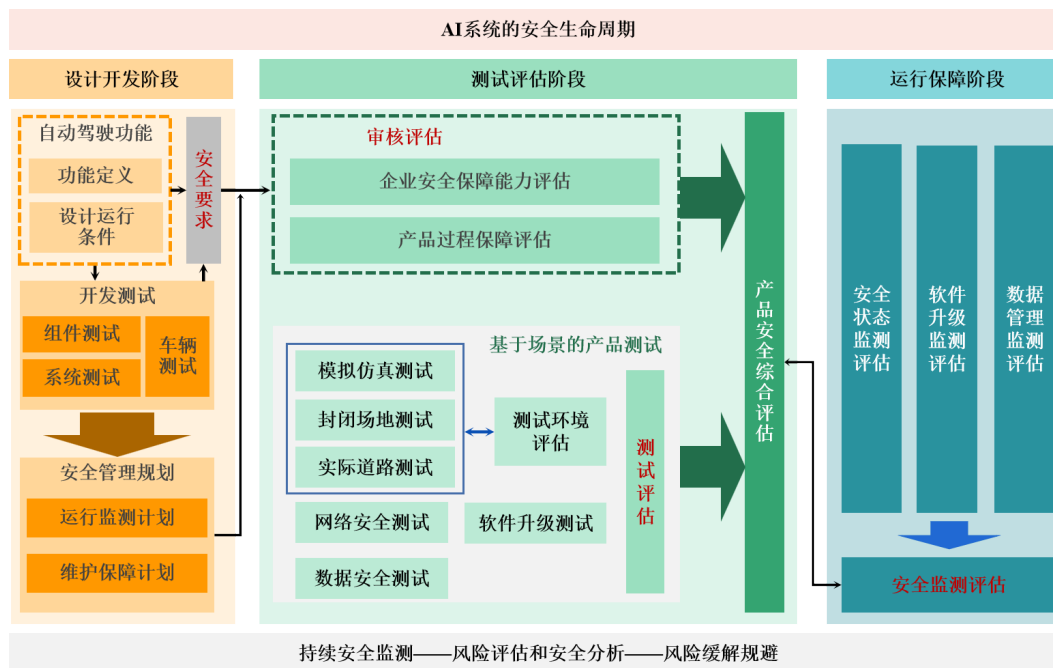 AI系统的安全生命周期
设计开发阶段
测试评估阶段
运行保障阶段
自动驾驶功能
功能定义
设计运行
条件
安全要求
开发测试
组件测试
系统测试
车辆
测试
安全管理规划
运行监测计划
维护保障计划
审核评估
企业安全保障能力评估
产品过程保障评估
基于场景的产品测试
模拟仿真测试
封闭场地测试
实际道路测试
测试环境
评估
网络安全测试
软件升级测试
数据安全测试
测试评估
产品安全综合评估
安全
状态
监测
评估
软件
升级
监测
评估
数据
管理
监测
评估
安全监测评估
持续安全监测——风险评估和安全分析——风险缓解规避